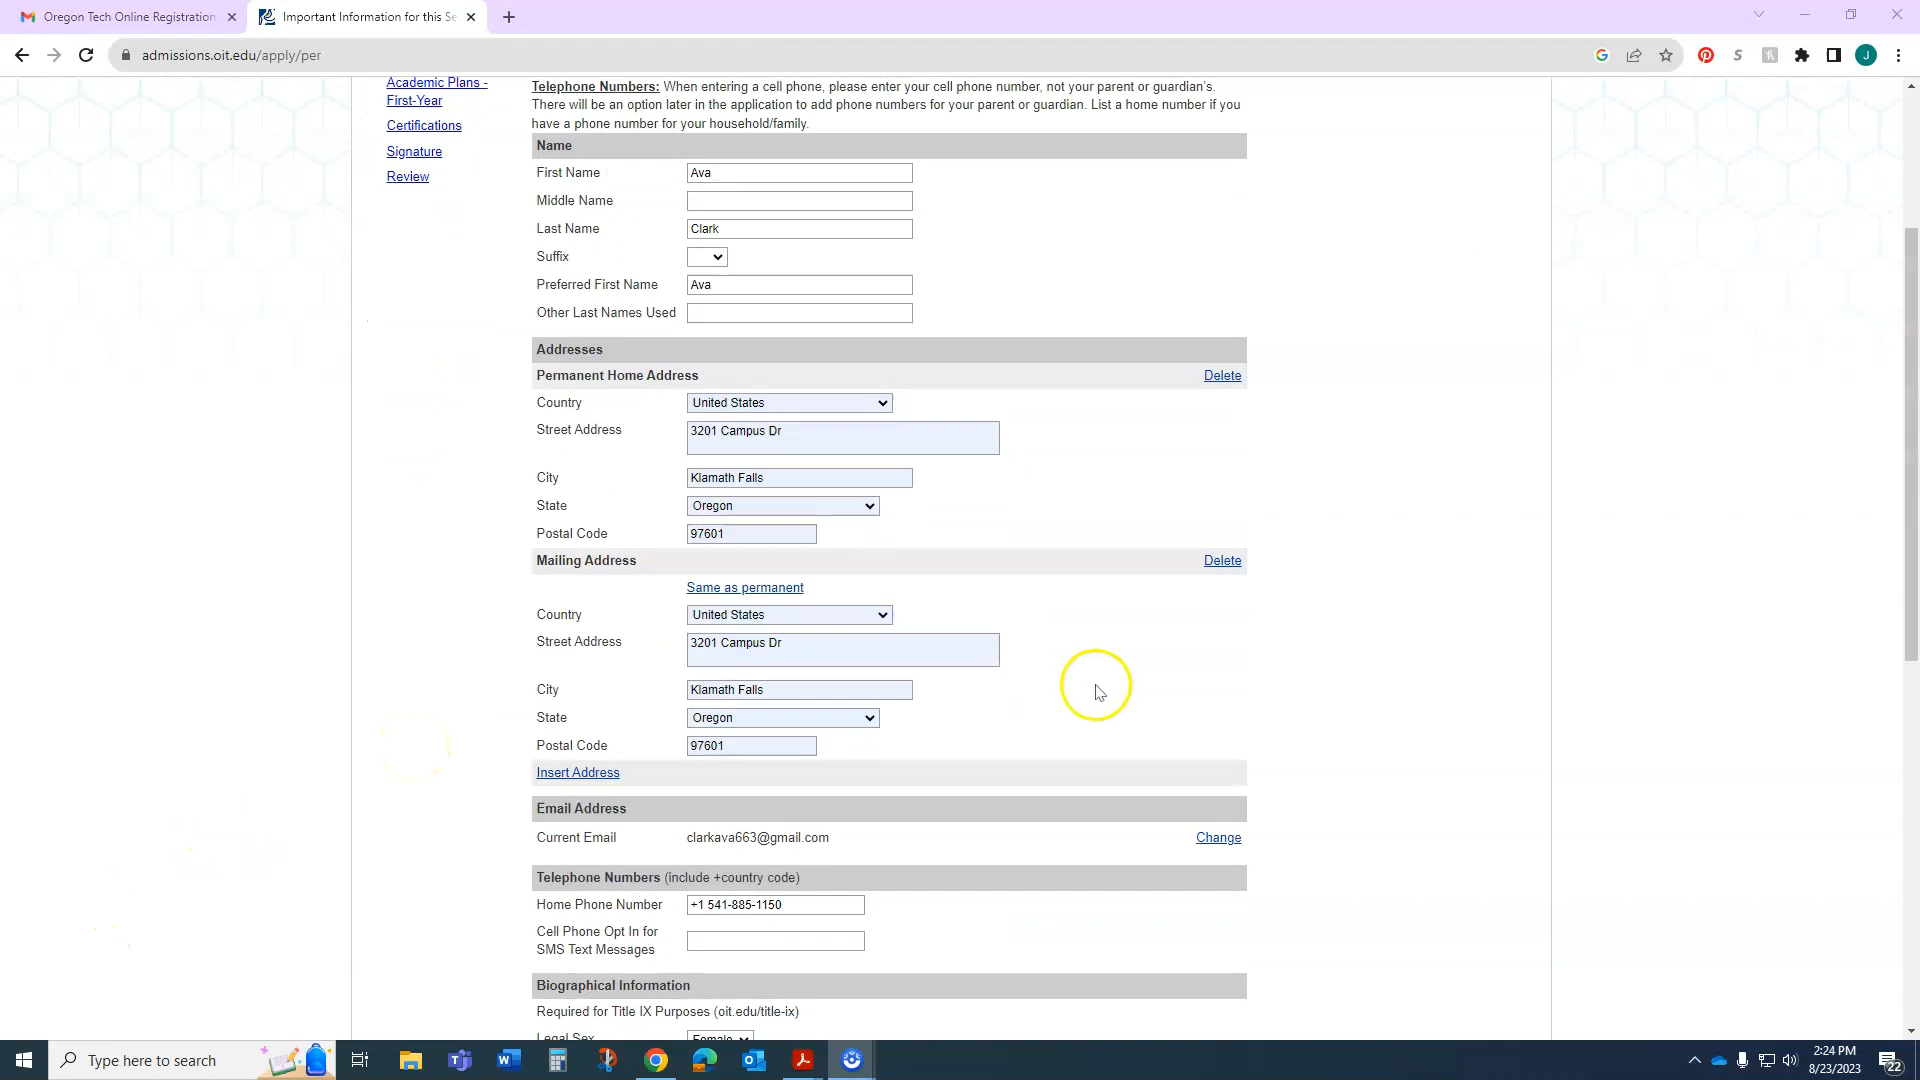 Oregon Tech Online Registration
Important Information for this Se
admissions.oit.edu/apply/per
J
Academic Plans -
First-Year
Certifications
Signature
Review
Telephone Numbers: When entering a cell phone, please enter your cell phone number, not your parent or guardian's.
There will be an option later in the application to add phone numbers for your parent or guardian. List a home number if you
have a phone number for your household/family.
Name
First Name Ava
Middle Name
Last Name Clark
Suffix
Preferred First Name Ava
Other Last Names Used
Addresses
Permanent Home Address Delete
Country United States
Street Address 3201 Campus Dr
City Klamath Falls
State Oregon
Postal Code 97601
Mailing Address Delete
Same as permanent
Country United States
Street Address 3201 Campus Dr
City Klamath Falls
State Oregon
Postal Code 97601
Insert Address
Email Address
Current Email clarkava663@gmail.com Change
Telephone Numbers (include +country code)
Home Phone Number +1 541-885-1150
Cell Phone Opt In for
SMS Text Messages
Biographical Information
Required for Title IX Purposes (oit.edu/title-ix)
Legal Sex Female
Type here to search
2:24 PM
8/23/2023
22